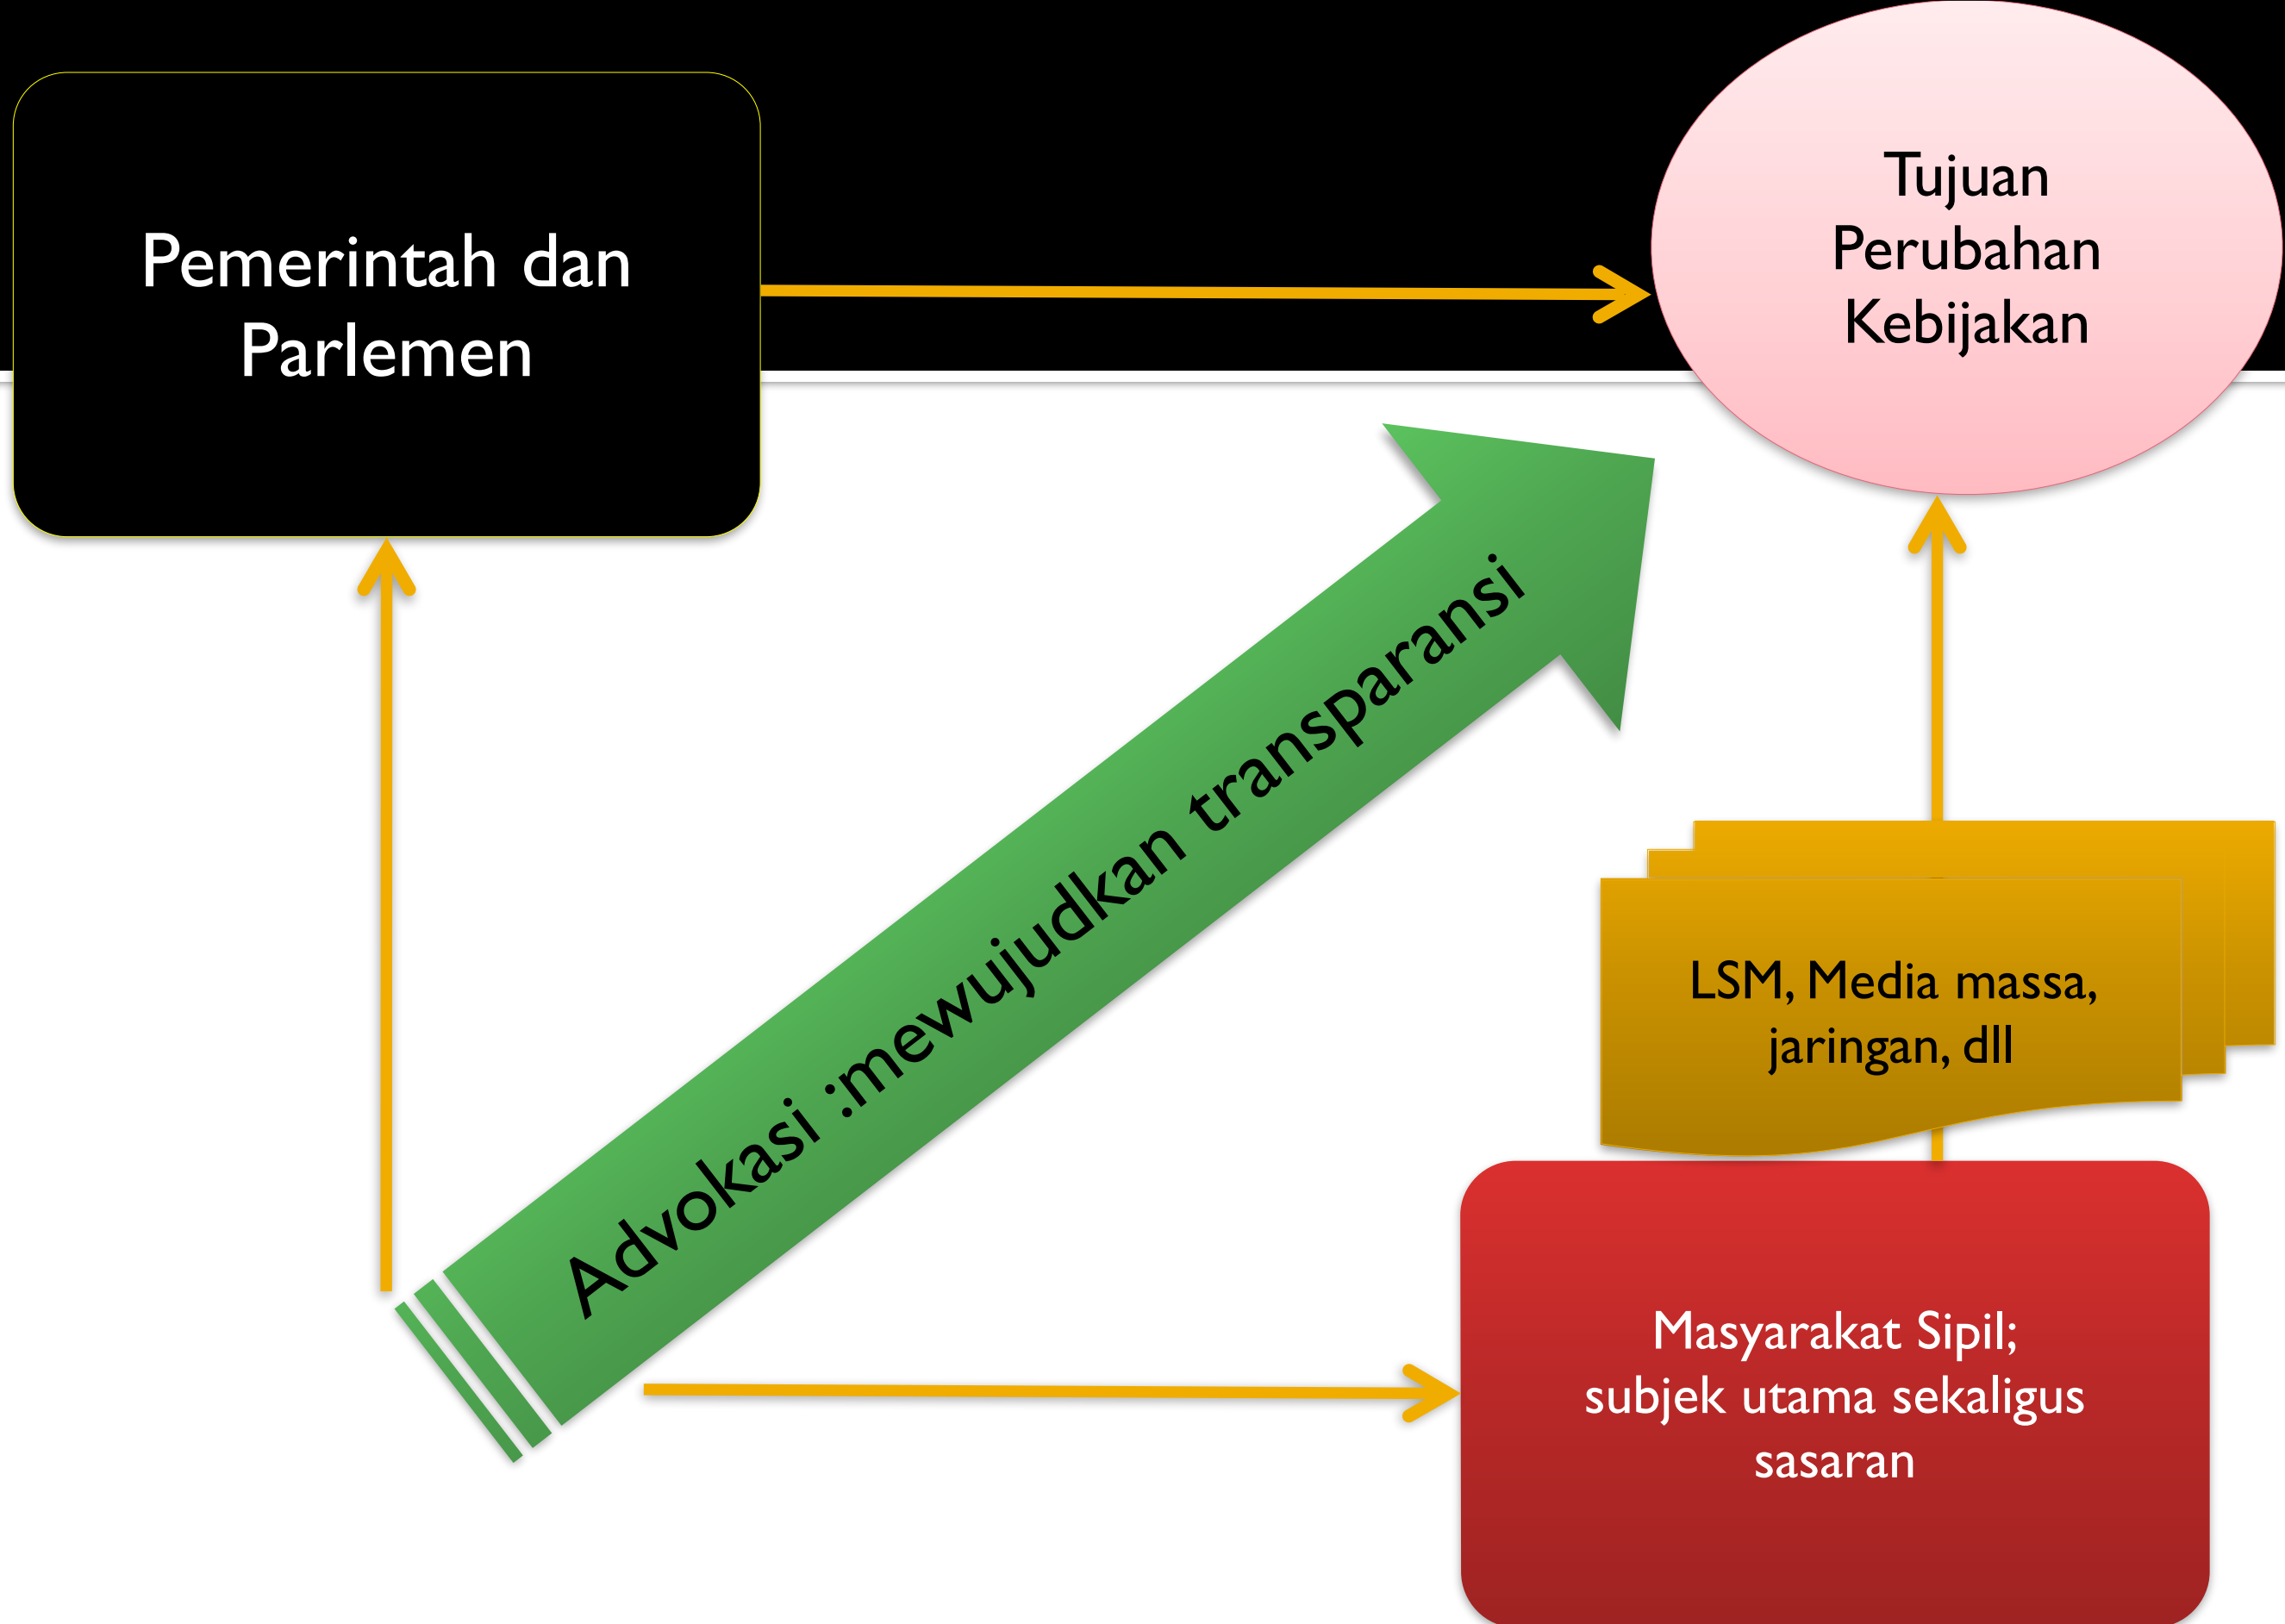 Pemerintah dan
Parlemen
Tujuan
Perubahan
Kebijakan
Advokasi :mewujudkan transparansi
LSM, Media massa,
jaringan, dll
Masyarakat Sipil;
subjek utama sekaligus
sasaran